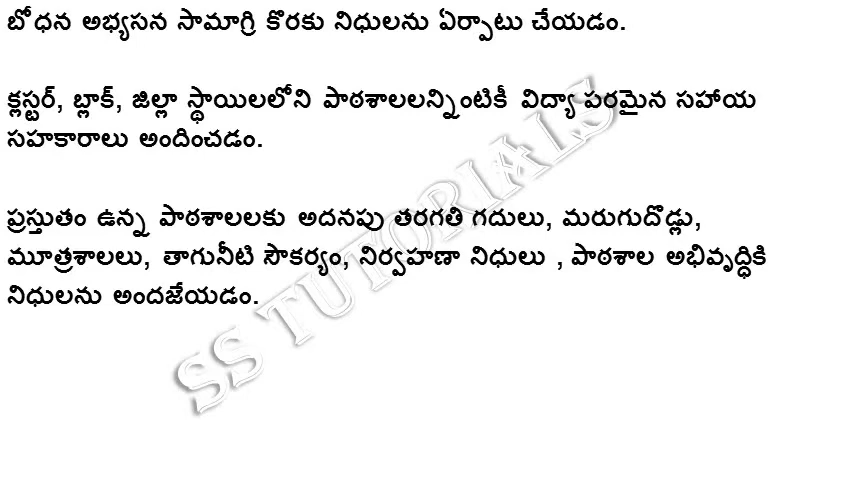 బోధన అభ్యసన సామాగ్రి కొరకు నిధులను ఏర్పాటు చేయడం.
క్లస్టర్, బ్లాక్, జిల్లా స్థాయిలలోని పాఠశాలలన్నింటికీ విద్యా పరమైన సహాయ
సహకారాలు అందించడం.
ప్రస్తుతం ఉన్న పాఠశాలలకు అదనపు తరగతి గదులు, మరుగుదొడ్లు,
మూత్రశాలలు, తాగునీటి సౌకర్యం, నిర్వహణా నిధులు , పాఠశాల అభివృద్ధికి
నిధులను అందజేయడం.
SS TUTORIALS